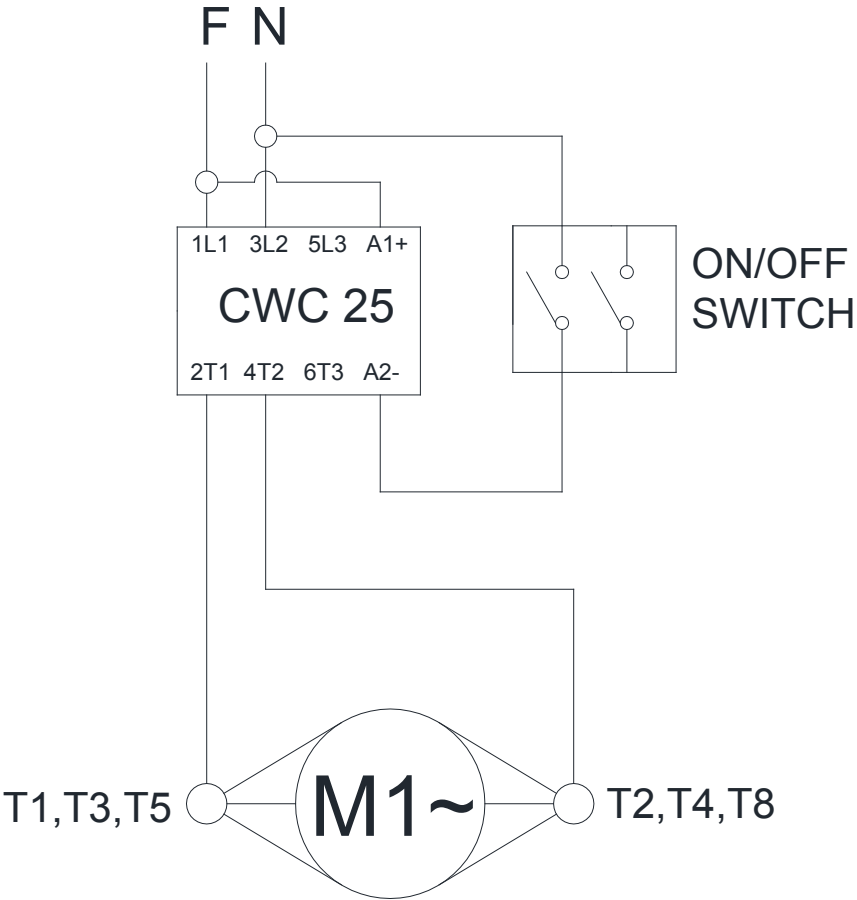 F N
1L1 3L2 5L3 A1+
CWC 25
2T1 4T2 6T3 A2-
ON/OFF
SWITCH
T1,T3,T5
M1~
T2,T4,T8